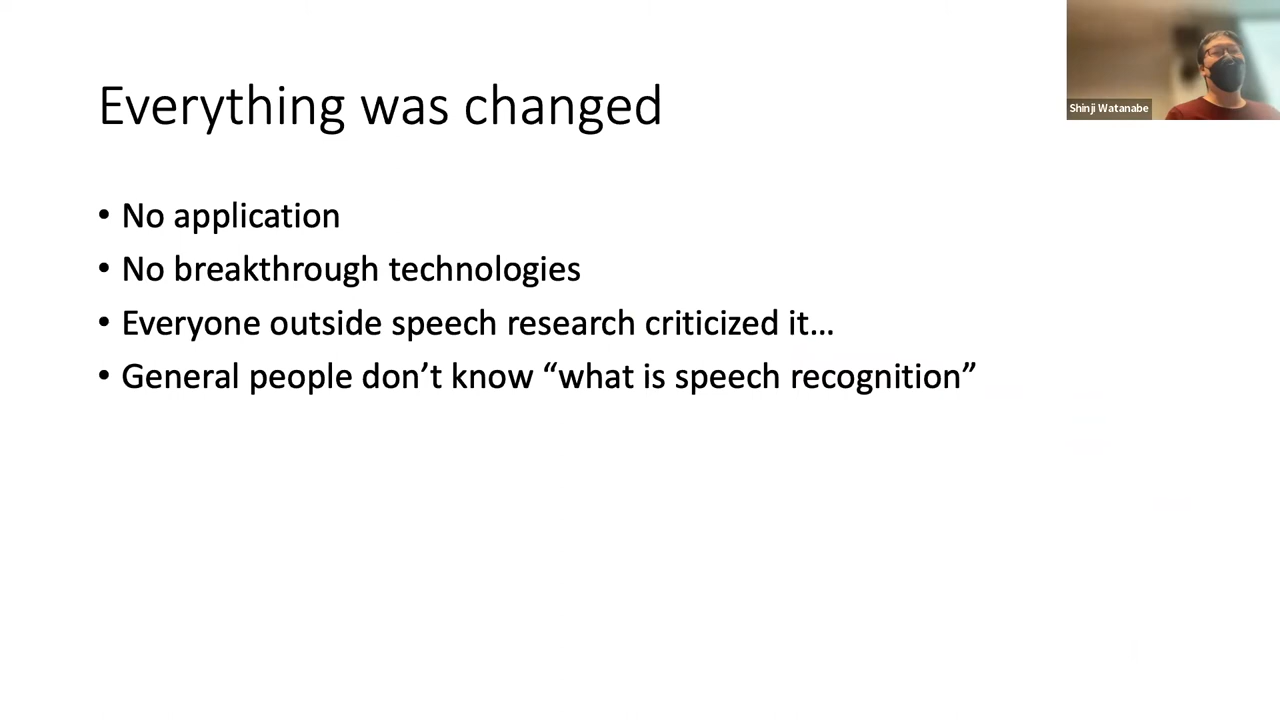 Everything was changed
Shinji Watanabe
• No application
• No breakthrough technologies
• Everyone outside speech research criticized it…
• General people don’t know “what is speech recognition”